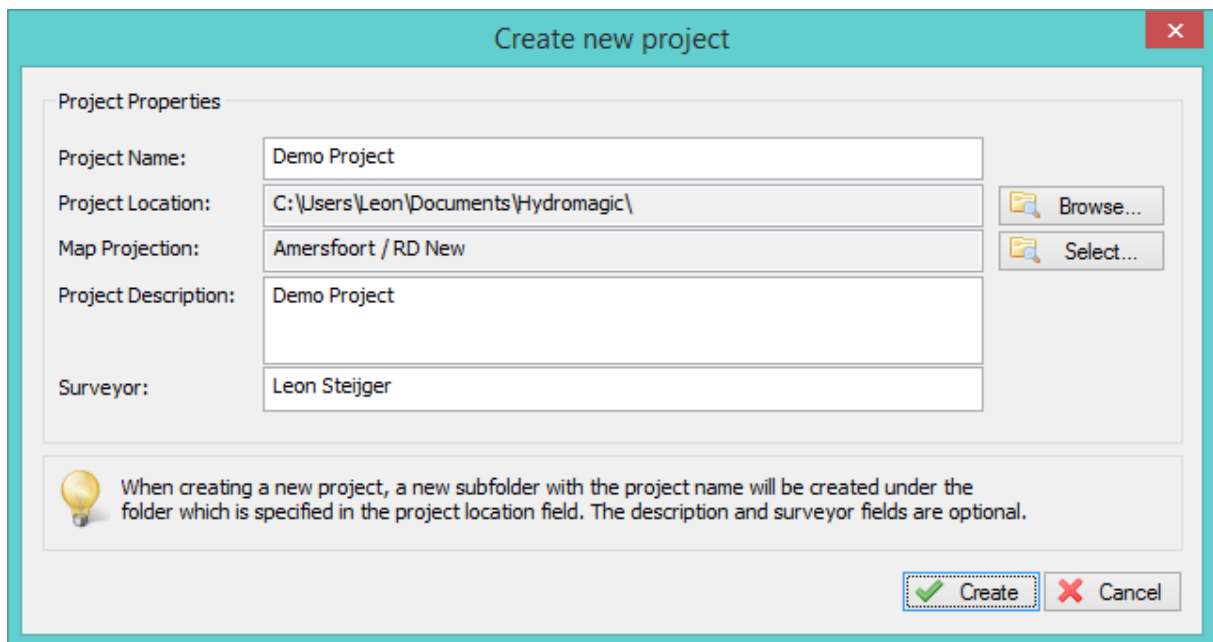 Create new project
Project Properties
Project Name: Demo Project
Project Location: C:\Users\Leon\Documents\Hydromagic\ Browse...
Map Projection: Amersfoort / RD New Select...
Project Description: Demo Project
Surveyor: Leon Steijger
When creating a new project, a new subfolder with the project name will be created under the
folder which is specified in the project location field. The description and surveyor fields are optional.
Create Cancel